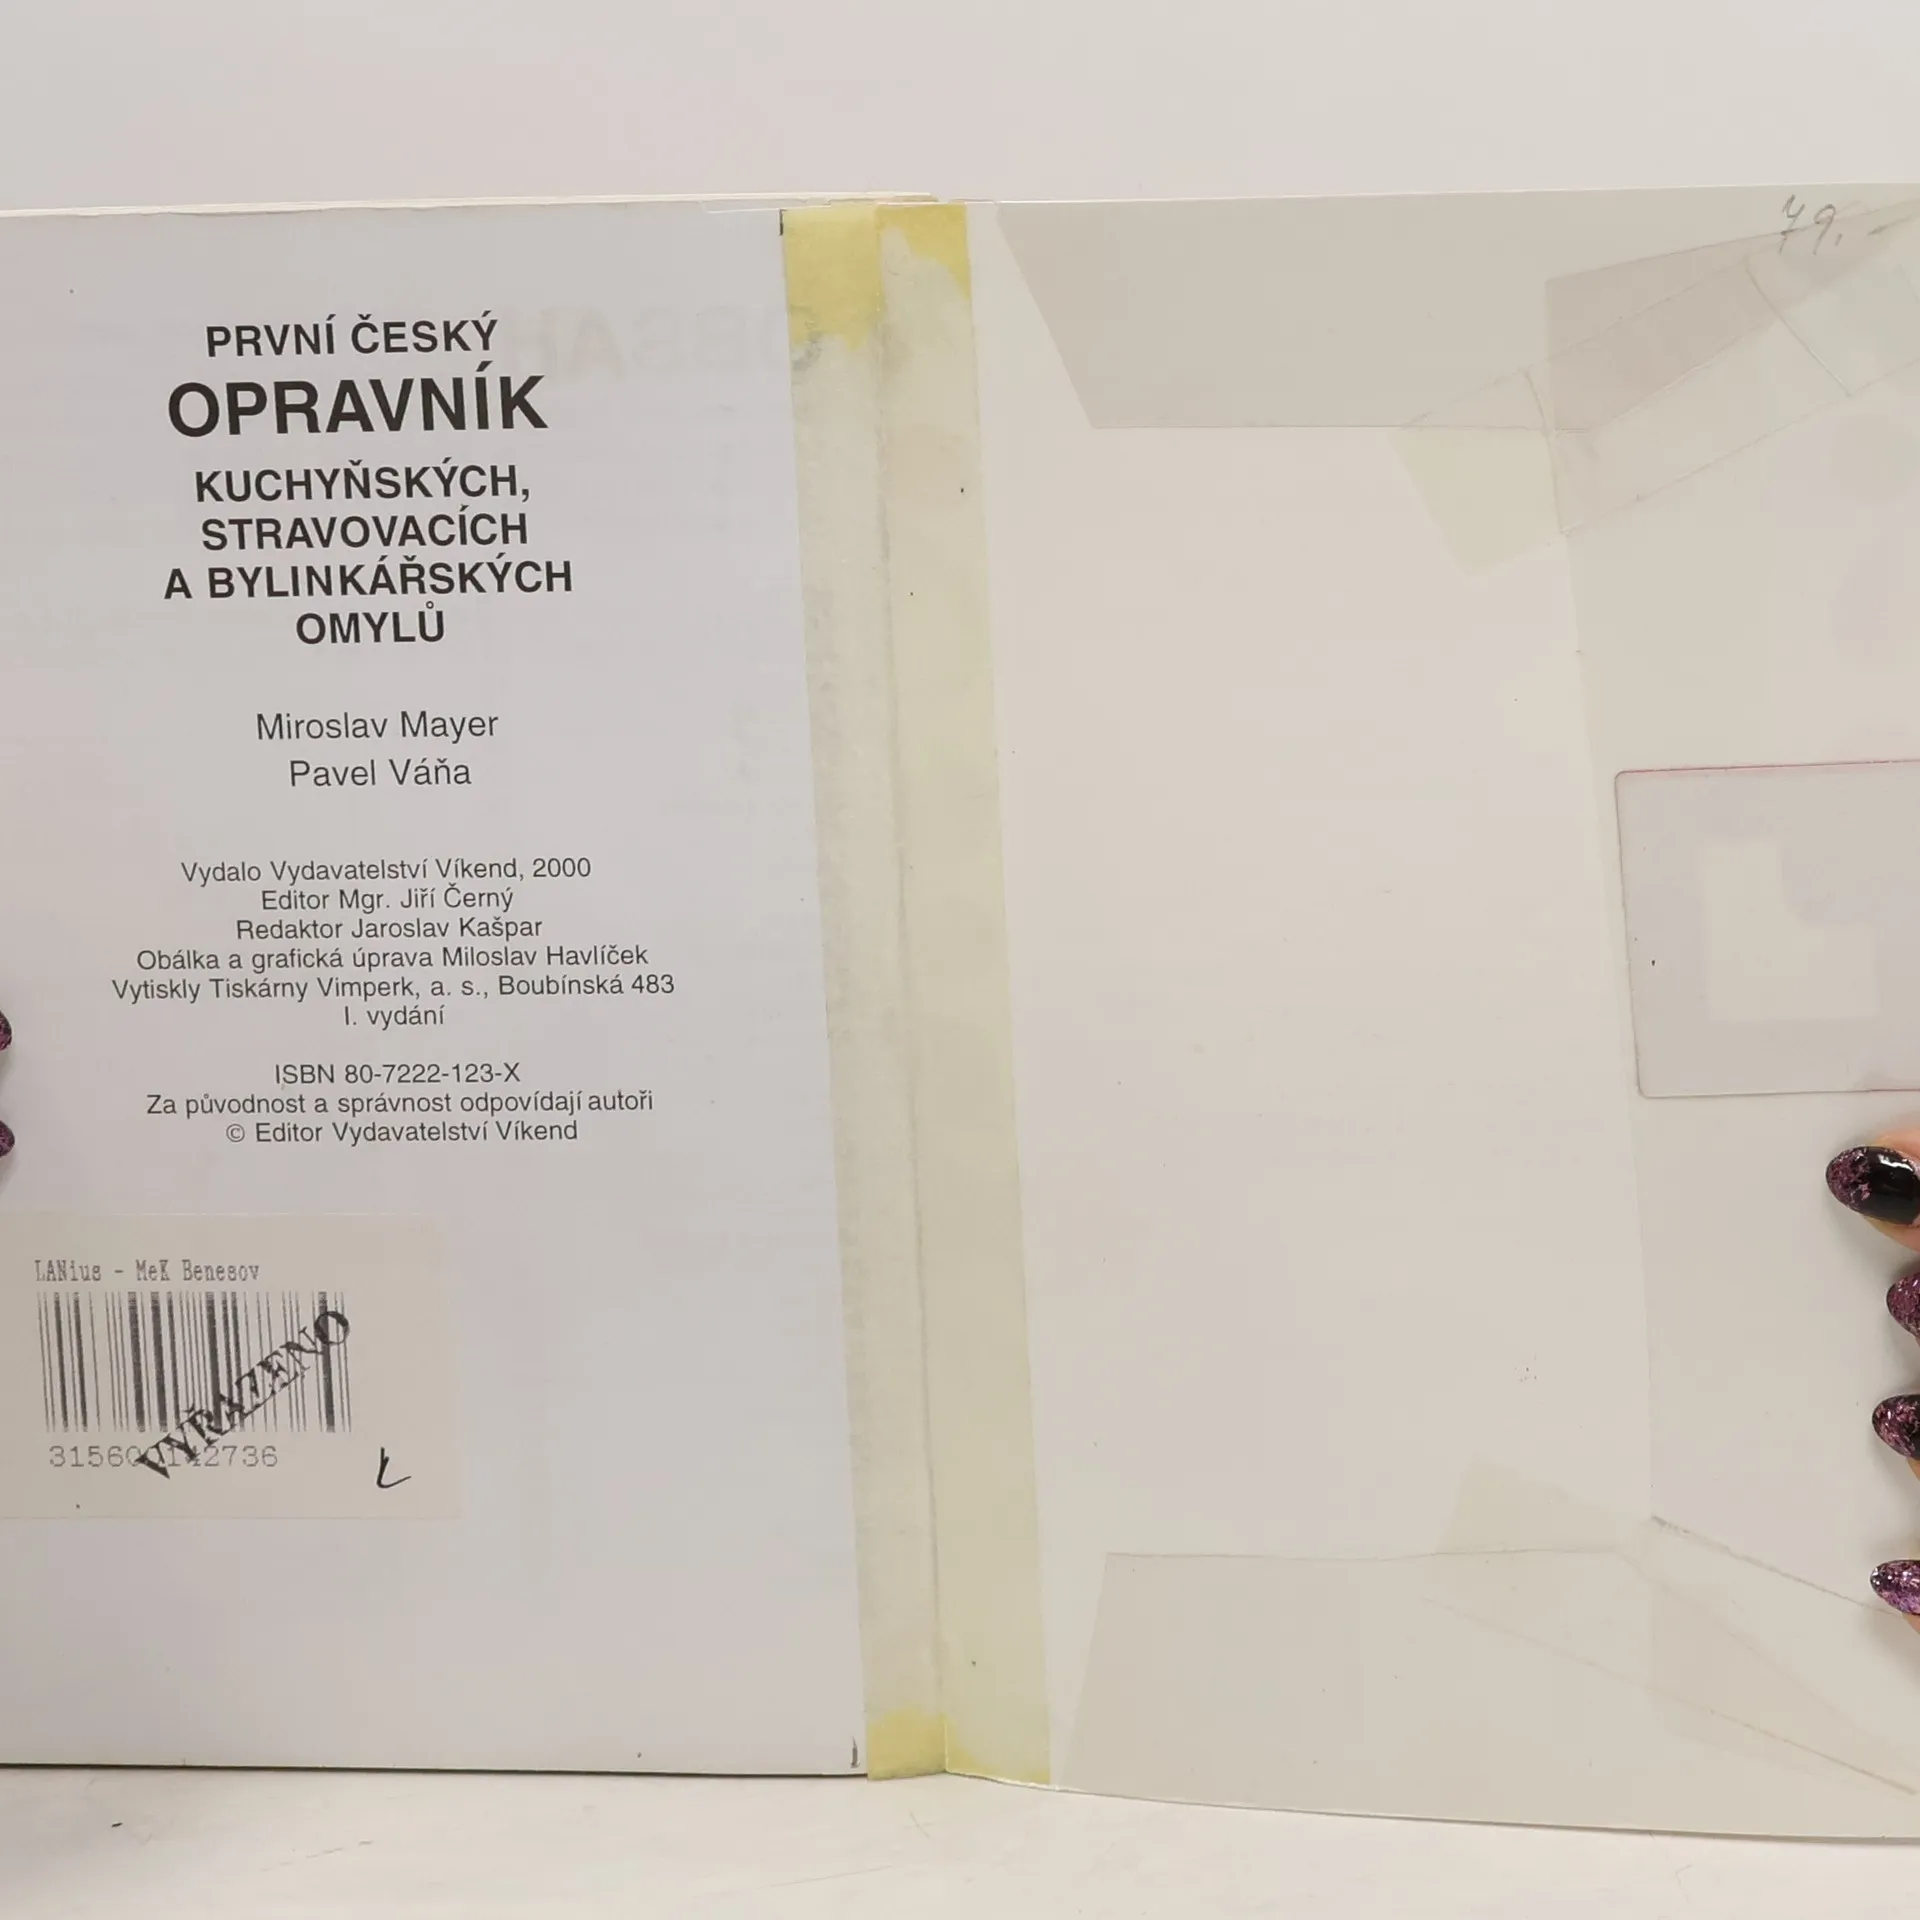 PRVNÍ ČESKÝ
OPRAVNÍK
KUCHYŇSKÝCH,
STRAVOVACÍCH
A BYLINKÁŘSKÝCH
OMYLŮ
Miroslav Mayer
Pavel Váňa
Vydalo Vydavatelství Víkend, 2000
Editor Mgr. Jiří Černý
Redaktor Jaroslav Kašpar
Obálka a grafická úprava Miloslav Havlíček
Vytiskly Tiskárny Vimperk, a. s., Boubínská 483
I. vydání
ISBN 80-7222-123-X
Za původnost a správnost odpovídají autoři
© Editor Vydavatelství Víkend
LANius - MeK Benesov
VYŘAZENO
315600142736
79,-